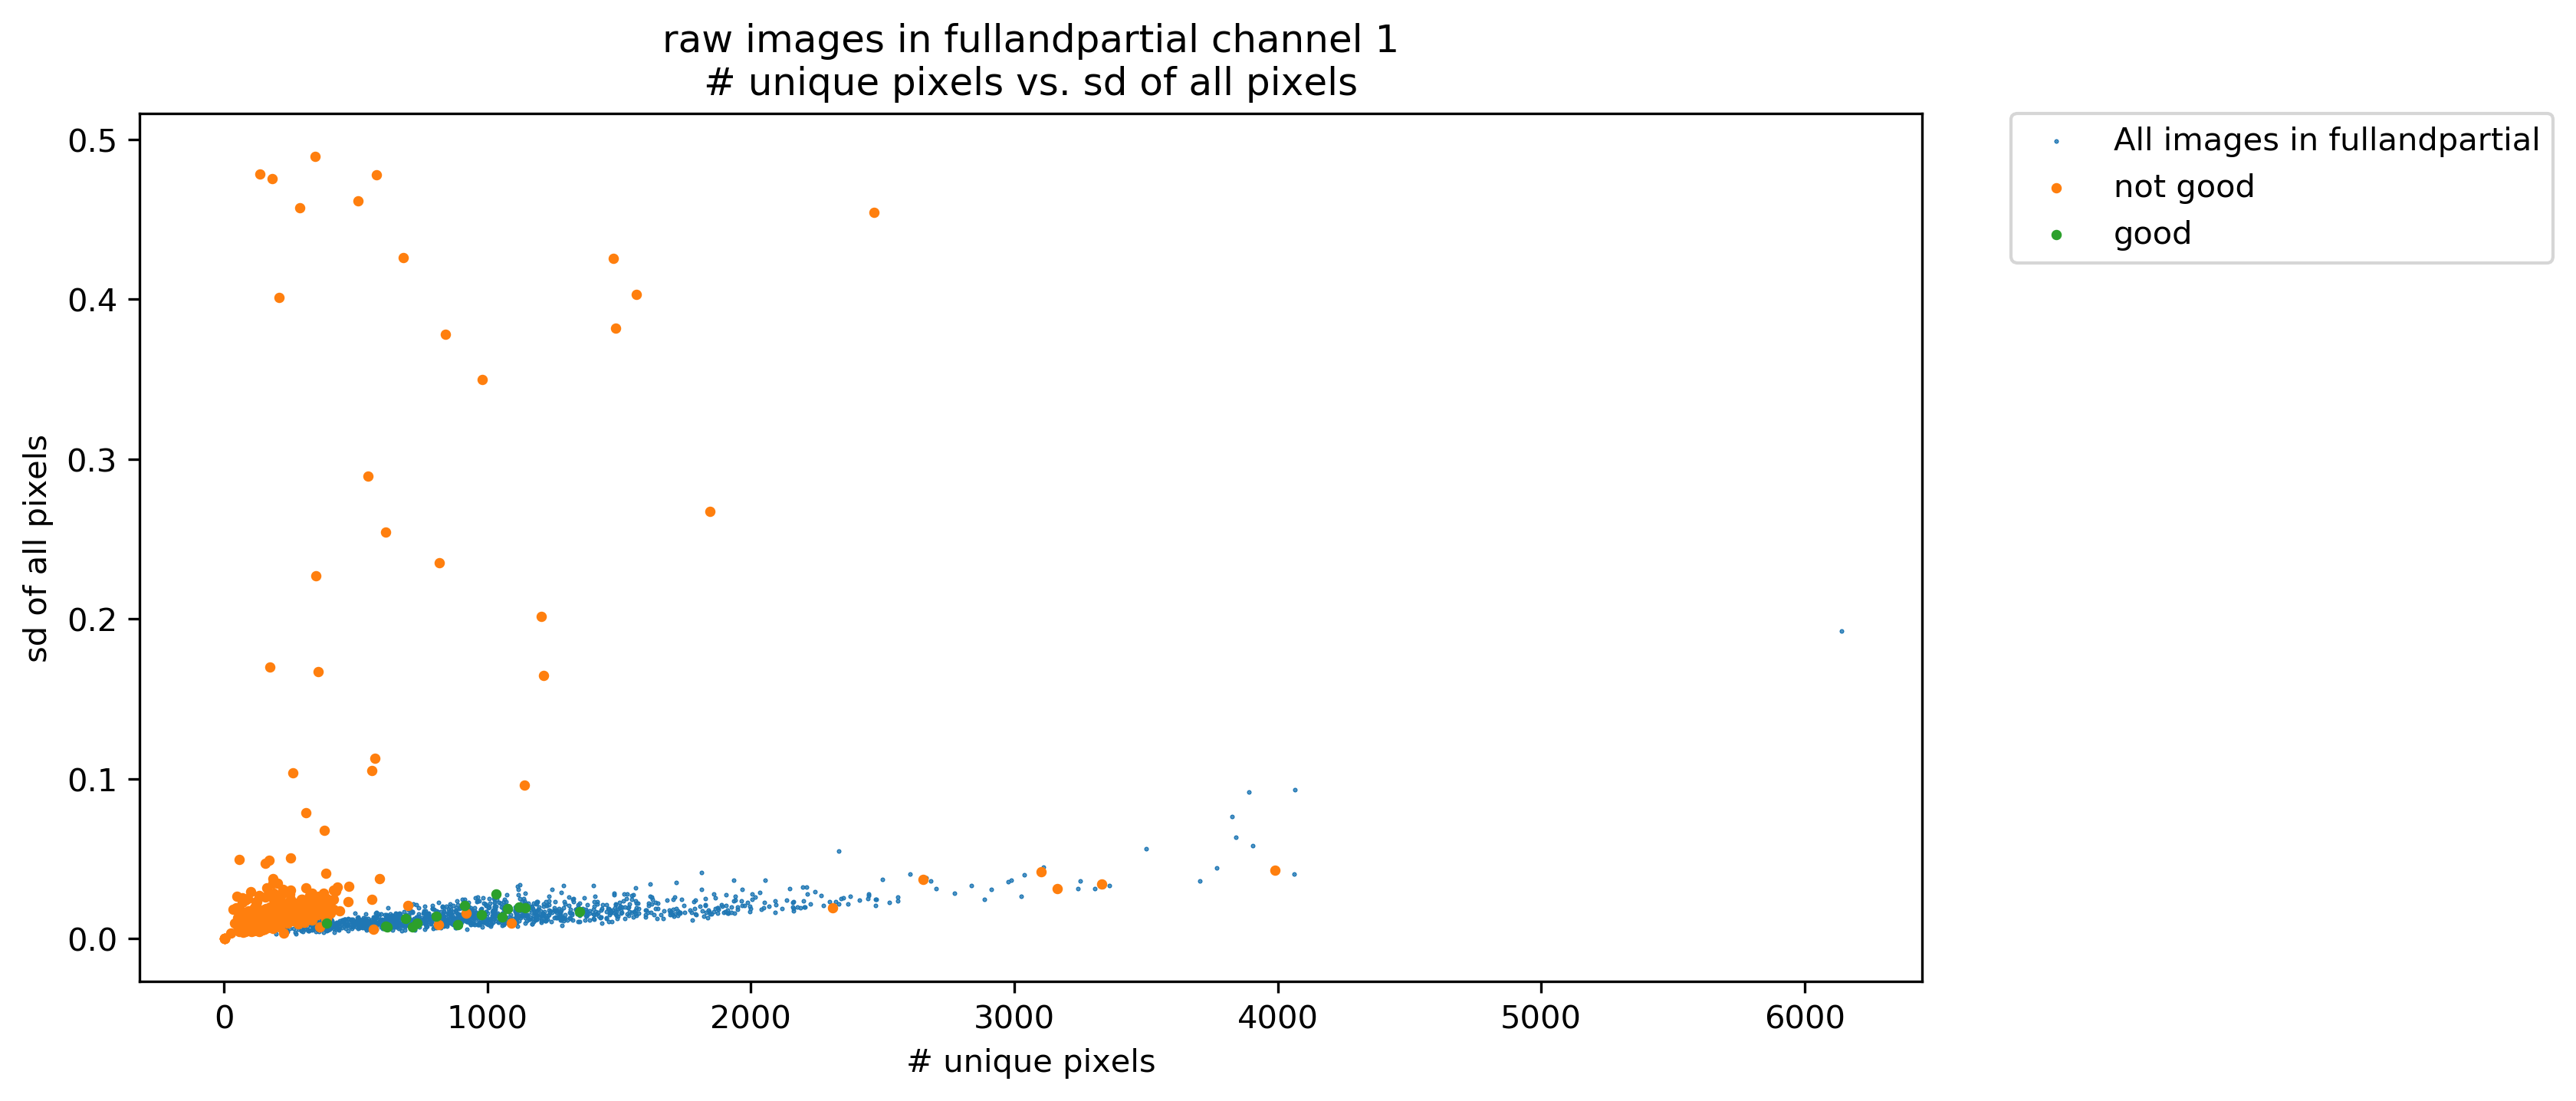 raw images in fullandpartial channel 1
# unique pixels vs. sd of all pixels
All images in fullandpartial
not good
good
sd of all pixels
0.5
0.4
0.3
0.2
0.1
0.0
0 1000 2000 3000 4000 5000 6000
# unique pixels